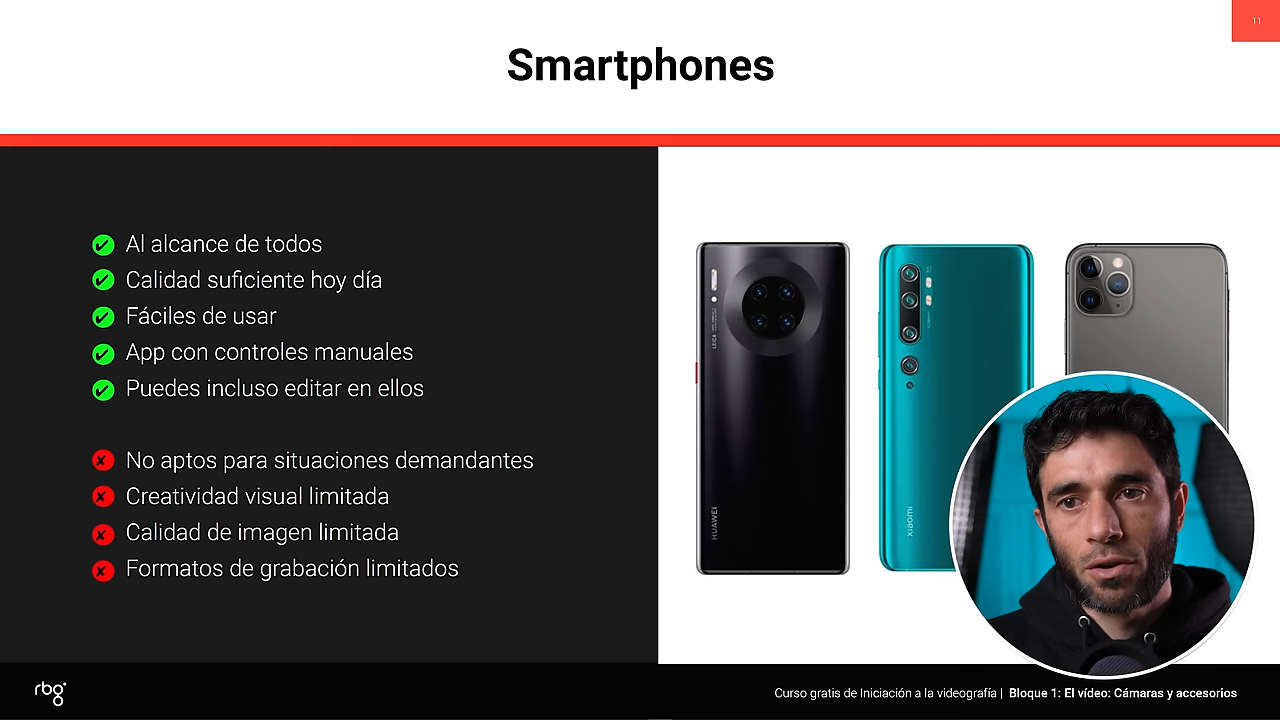 11
Smartphones
Al alcance de todos
Calidad suficiente hoy día
Fáciles de usar
App con controles manuales
Puedes incluso editar en ellos
No aptos para situaciones demandantes
Creatividad visual limitada
Calidad de imagen limitada
Formatos de grabación limitados
LEICA
HUAWEI
xiaomi
rbg
Curso gratis de Iniciación a la videografía | Bloque 1: El vídeo: Cámaras y accesorios